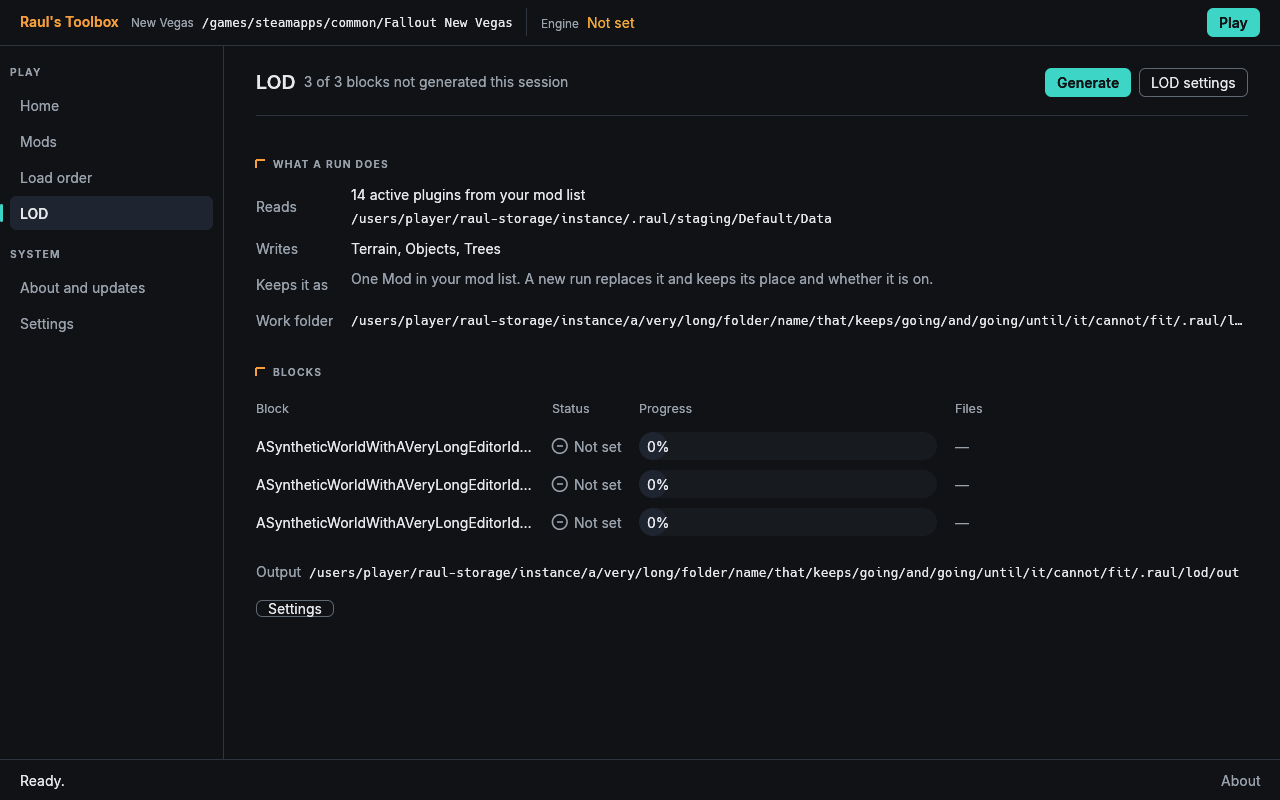 Raul's Toolbox New Vegas /games/steamapps/common/Fallout New Vegas Engine Not set Play
PLAY
Home
Mods
Load order
LOD
SYSTEM
About and updates
Settings
LOD 3 of 3 blocks not generated this session Generate LOD settings
WHAT A RUN DOES
Reads 14 active plugins from your mod list
/users/player/raul-storage/instance/.raul/staging/Default/Data
Writes Terrain, Objects, Trees
Keeps it as One Mod in your mod list. A new run replaces it and keeps its place and whether it is on.
Work folder /users/player/raul-storage/instance/a/very/long/folder/name/that/keeps/going/and/going/until/it/cannot/fit/.raul/l…
BLOCKS
Block Status Progress Files
ASyntheticWorldWithAVeryLongEditorId... Not set 0% —
ASyntheticWorldWithAVeryLongEditorId... Not set 0% —
ASyntheticWorldWithAVeryLongEditorId... Not set 0% —
Output /users/player/raul-storage/instance/a/very/long/folder/name/that/keeps/going/and/going/until/it/cannot/fit/.raul/lod/out
Settings
Ready. About